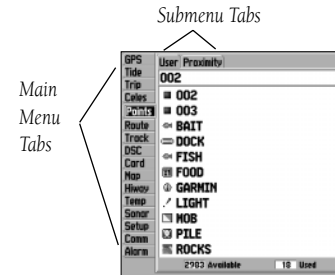 Submenu Tabs
Main
Menu
Tabs
GPS
Tide
Trip
Celes
Points
Route
Track
DSC
Card
Map
Hiway
Temp
Sonar
Setup
Comm
Alarm
User Proximity
002
002
003
BAIT
DOCK
FISH
FOOD
GARMIN
LIGHT
MOB
PILE
ROCKS
2983 Available 18 Used